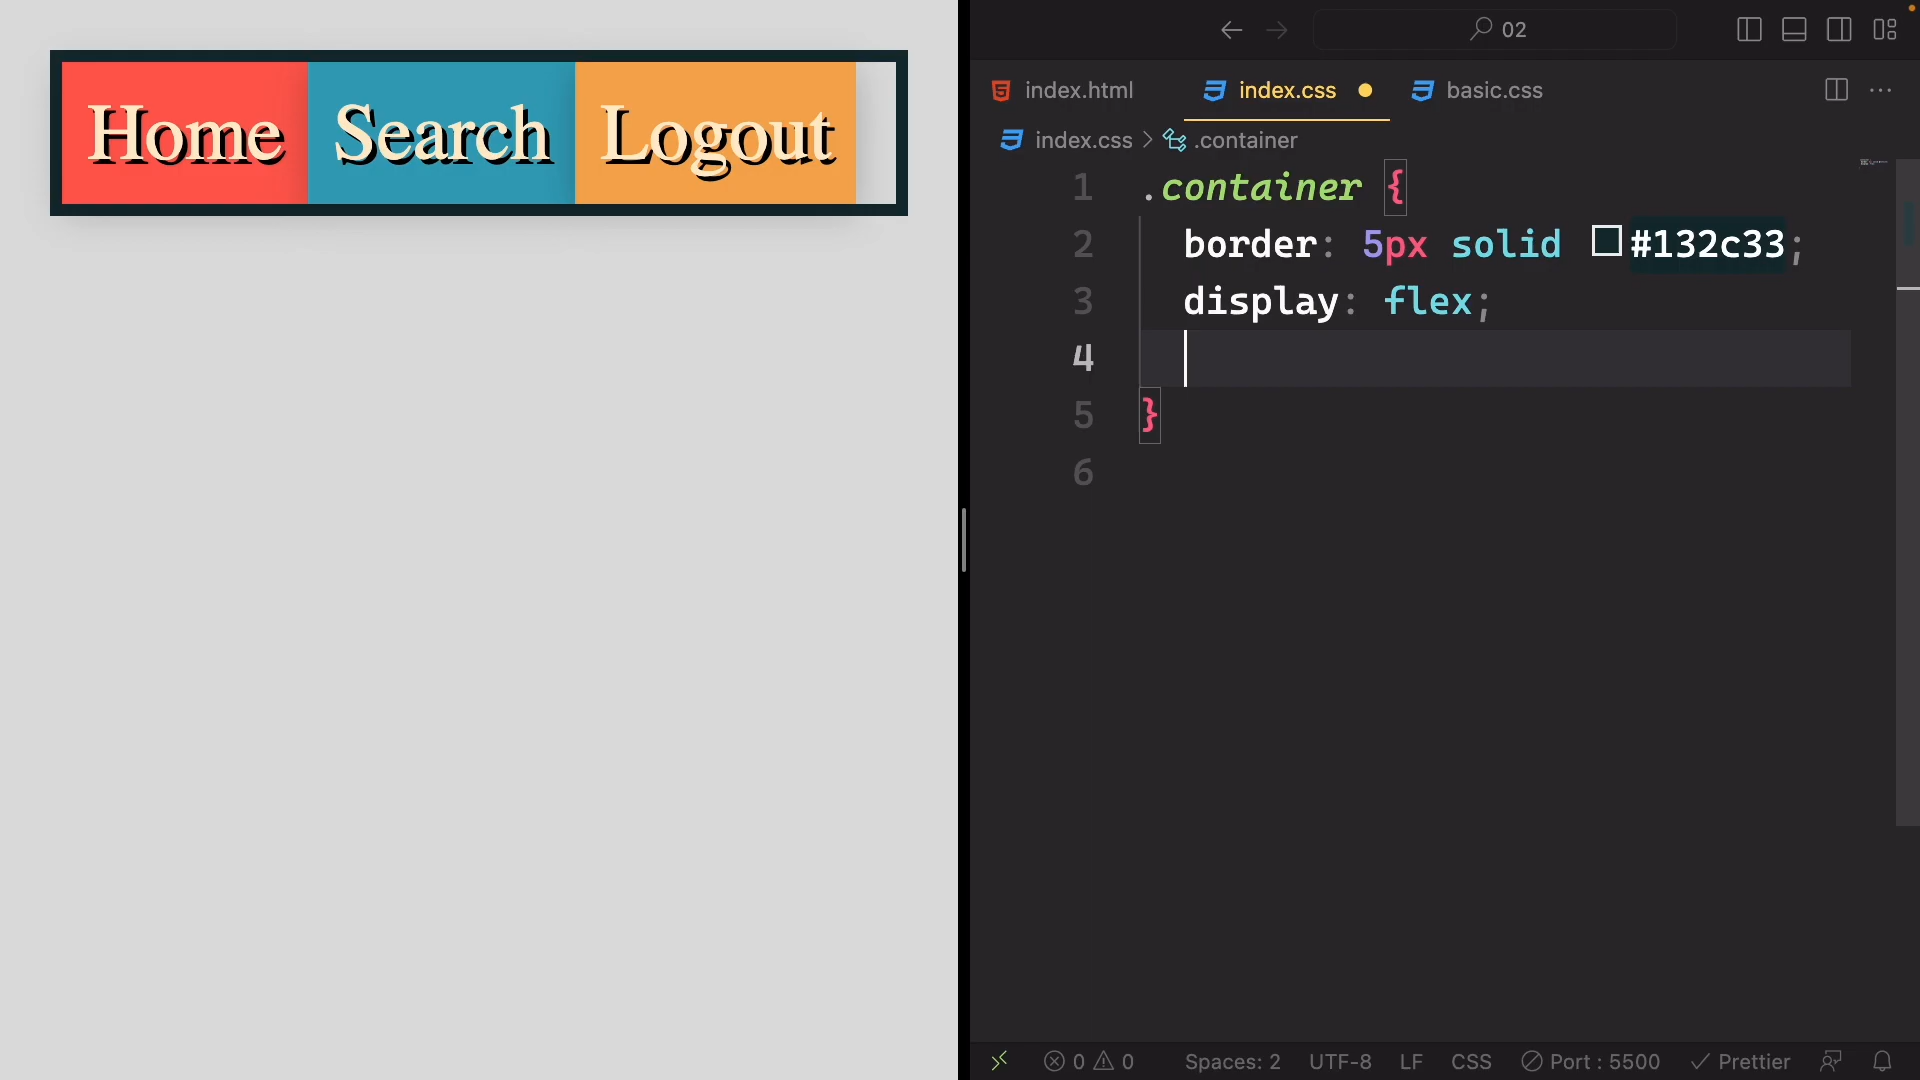 Home Search Logout
02
index.html index.css basic.css
index.css > .container
1 .container {
2 border: 5px solid #132c33;
3 display: flex;
4
5 }
6
0 0 Spaces: 2 UTF-8 LF CSS Port : 5500 Prettier